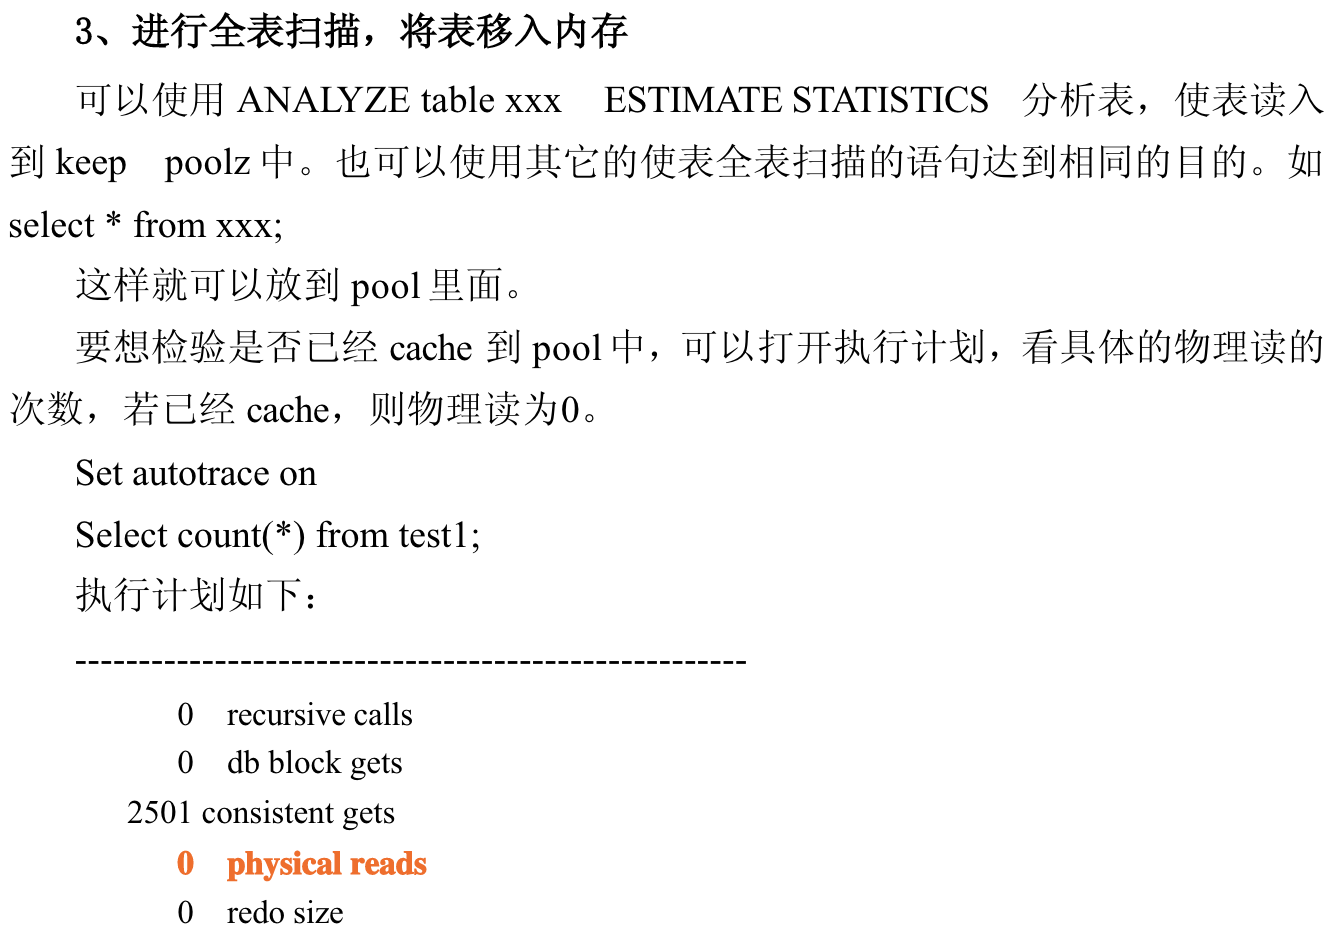 3、进行全表扫描，将表移入内存
可以使用 ANALYZE table xxx ESTIMATE STATISTICS 分析表，使表读入
到 keep poolz 中。也可以使用其它的使表全表扫描的语句达到相同的目的。如
select * from xxx;
这样就可以放到 pool 里面。
要想检验是否已经 cache 到 pool 中，可以打开执行计划，看具体的物理读的
次数，若已经 cache，则物理读为0。
Set autotrace on
Select count(*) from test1;
执行计划如下：
-----------------------------------------------------
0 recursive calls
0 db block gets
2501 consistent gets
0 physical reads
0 redo size